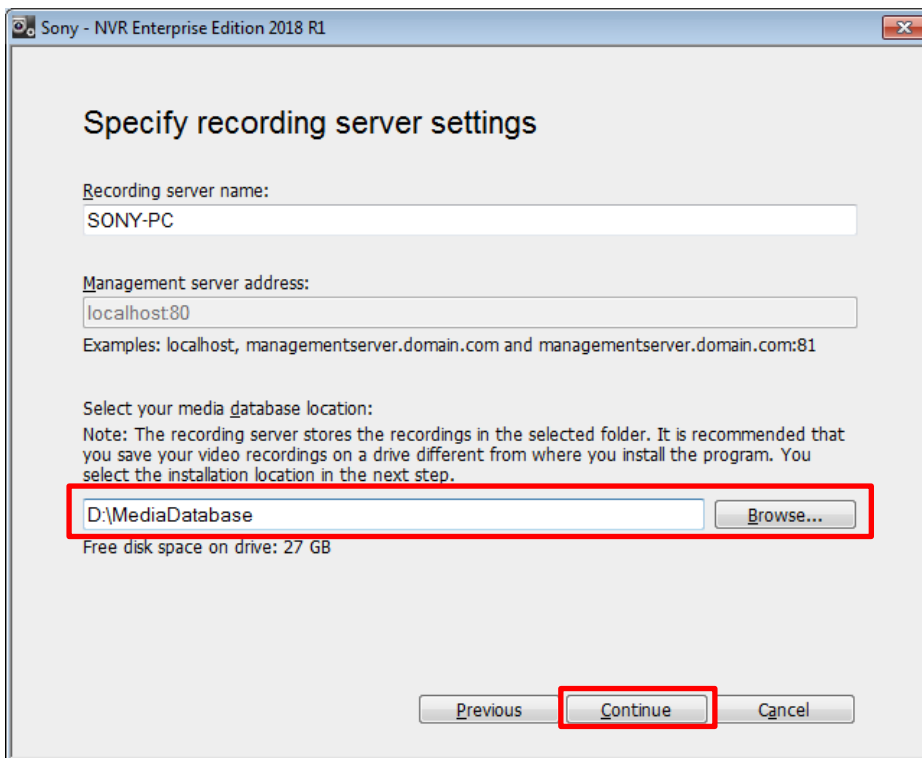 Sony - NVR Enterprise Edition 2018 R1
Specify recording server settings
Recording server name:
SONY-PC
Management server address:
localhost:80
Examples: localhost, managementserver.domain.com and managementserver.domain.com:81
Select your media database location:
Note: The recording server stores the recordings in the selected folder. It is recommended that
you save your video recordings on a drive different from where you install the program. You
select the installation location in the next step.
D:\MediaDatabase
Browse...
Free disk space on drive: 27 GB
Previous
Continue
Cancel